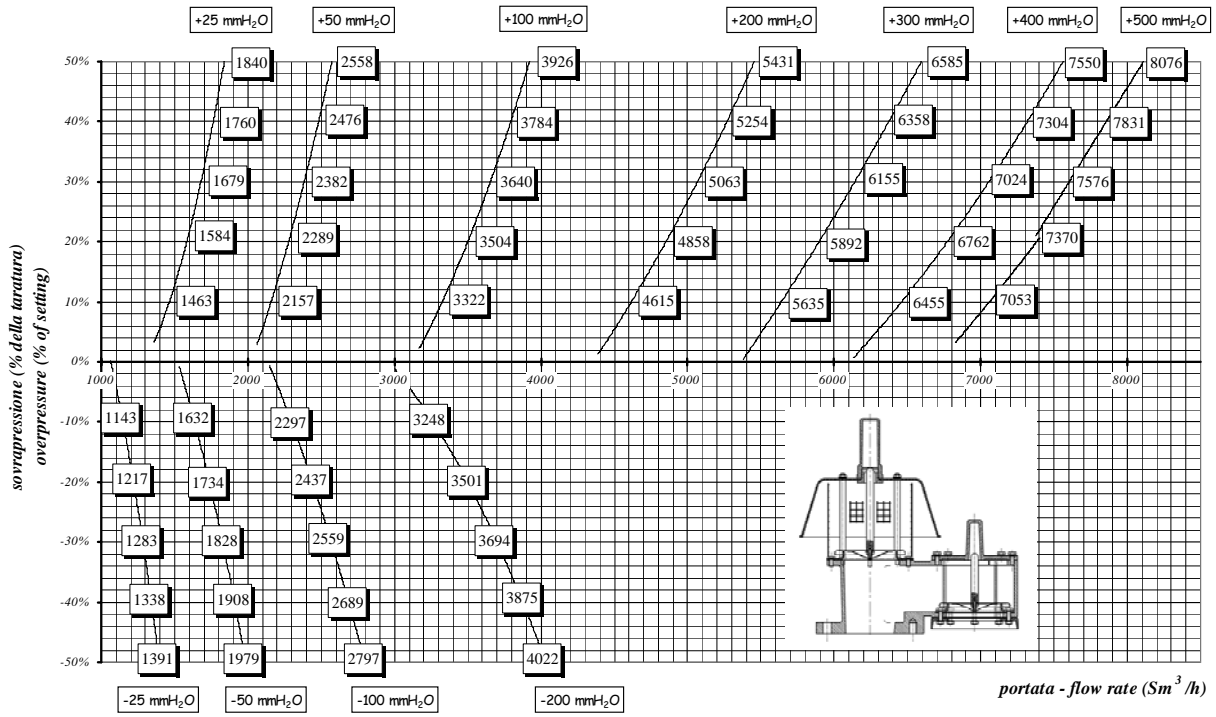 +25 mmH₂O +50 mmH₂O +100 mmH₂O +200 mmH₂O +300 mmH₂O +400 mmH₂O +500 mmH₂O
50% 1840 2558 3926 5431 6585 7550 8076
40% 1760 2476 3784 5254 6358 7304 7831
30% 1679 2382 3640 5063 6155 7024 7576
20% 1584 2289 3504 4858 5892 6762 7370
10% 1463 2157 3322 4615 5635 6455 7053
0%
1000 2000 3000 4000 5000 6000 7000 8000
-10% 1143 1632 2297 3248
-20% 1217 1734 2437 3501
-30% 1283 1828 2559 3694
-40% 1338 1908 2689 3875
-50% 1391 1979 2797 4022
-25 mmH₂O -50 mmH₂O -100 mmH₂O -200 mmH₂O
sovrapressione (% della taratura)
overpressure (% of setting)
portata - flow rate (Sm³/h)